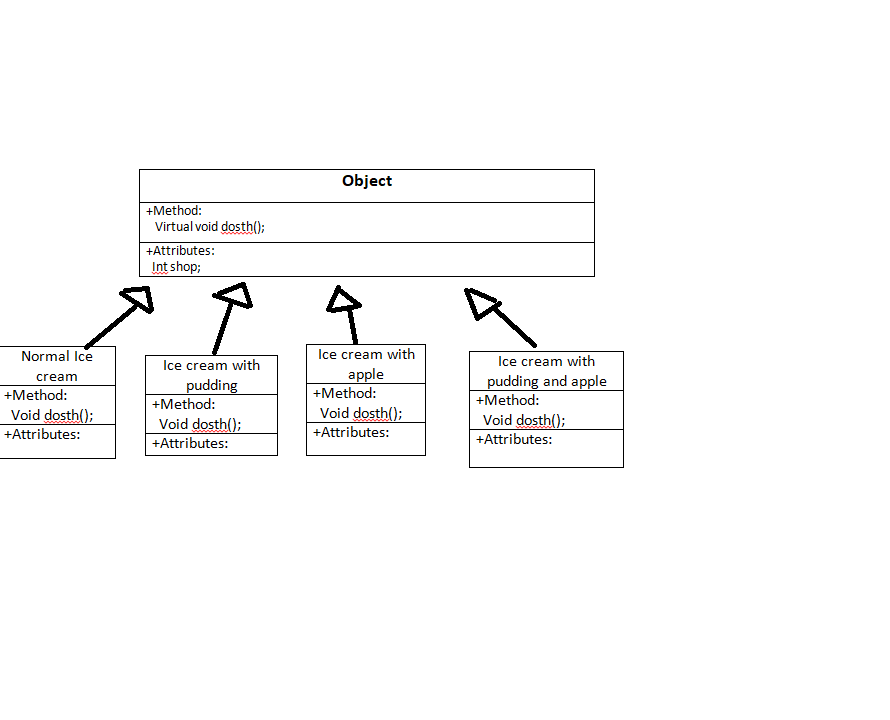 Object
+Method:
Virtual void dosth();
+Attributes:
Int shop;
Normal Ice
cream
+Method:
Void dosth();
+Attributes:
Ice cream with
pudding
+Method:
Void dosth();
+Attributes:
Ice cream with
apple
+Method:
Void dosth();
+Attributes:
Ice cream with
pudding and apple
+Method:
Void dosth();
+Attributes: